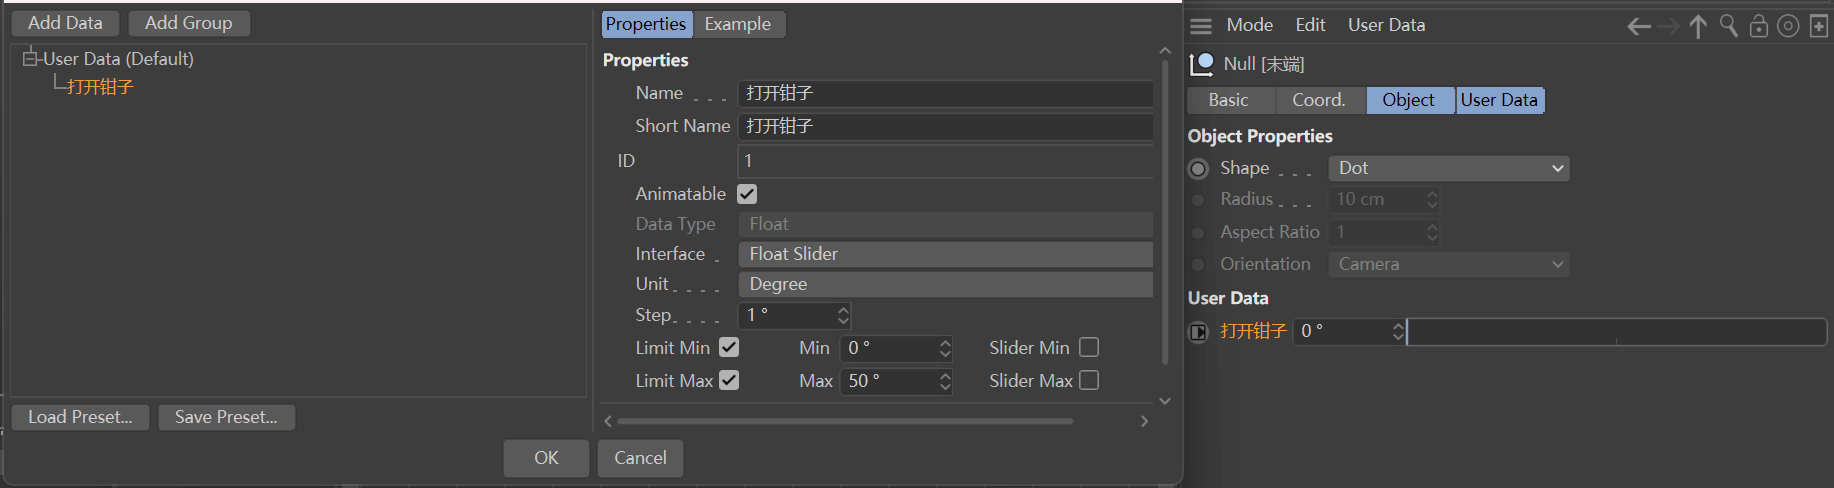 Add Data Add Group
User Data (Default)
打开钳子
Load Preset... Save Preset...
Properties Example
Properties
Name . . . 打开钳子
Short Name 打开钳子
ID 1
Animatable
Data Type Float
Interface . Float Slider
Unit . . . . Degree
Step . . . . 1 °
Limit Min Min 0 ° Slider Min
Limit Max Max 50 ° Slider Max
OK Cancel
Mode Edit User Data
Null [末端]
Basic Coord. Object User Data
Object Properties
Shape . . . Dot
Radius . . . 10 cm
Aspect Ratio 1
Orientation Camera
User Data
打开钳子 0 °